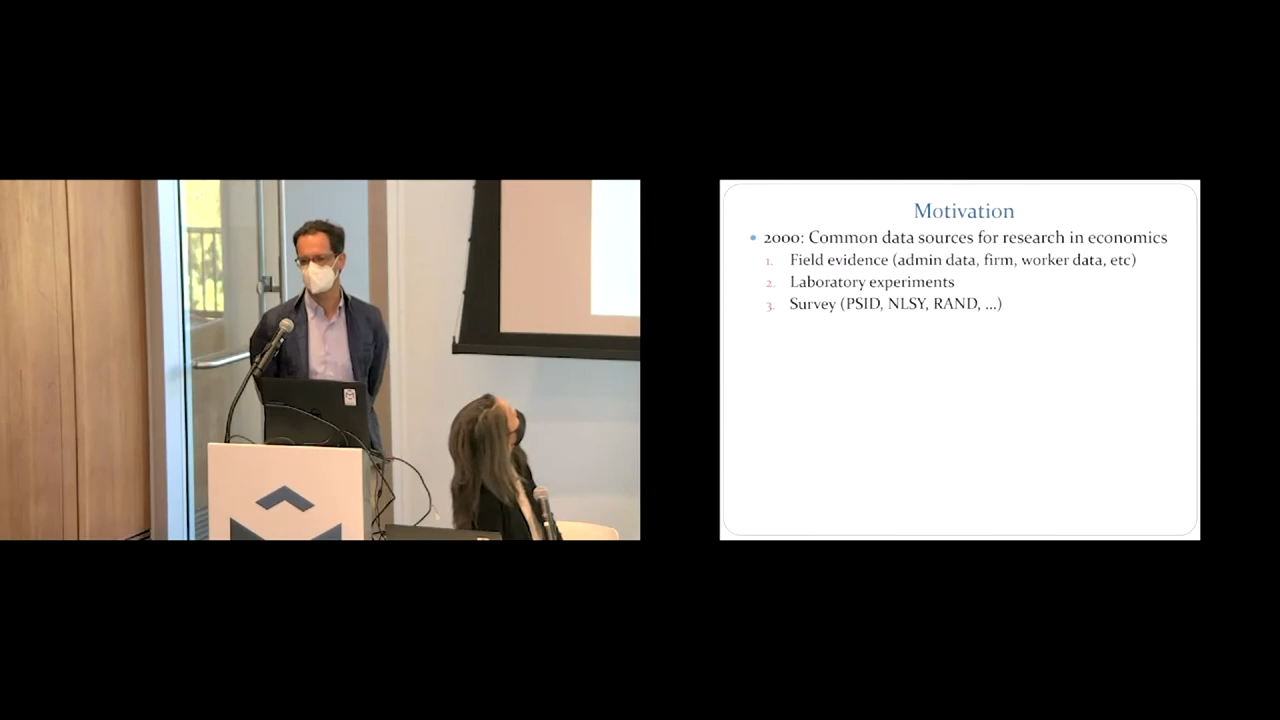 Motivation
• 2000: Common data sources for research in economics
1. Field evidence (admin data, firm, worker data, etc)
2. Laboratory experiments
3. Survey (PSID, NLSY, RAND, ...)